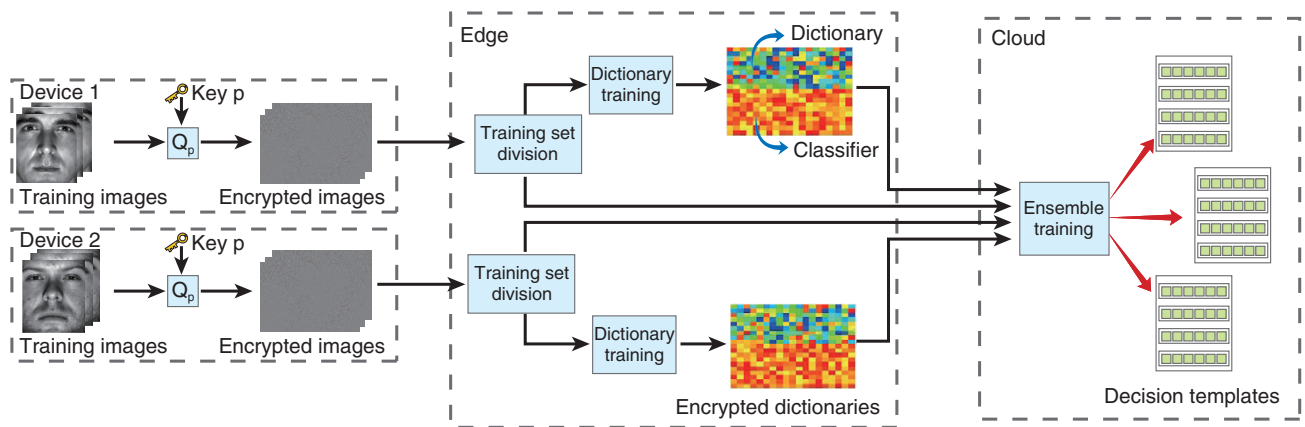 Device 1
Key p
Qp
Training images
Encrypted images
Device 2
Key p
Qp
Training images
Encrypted images
Edge
Training set
division
Dictionary
training
Dictionary
Classifier
Training set
division
Dictionary
training
Encrypted dictionaries
Cloud
Ensemble
training
Decision templates